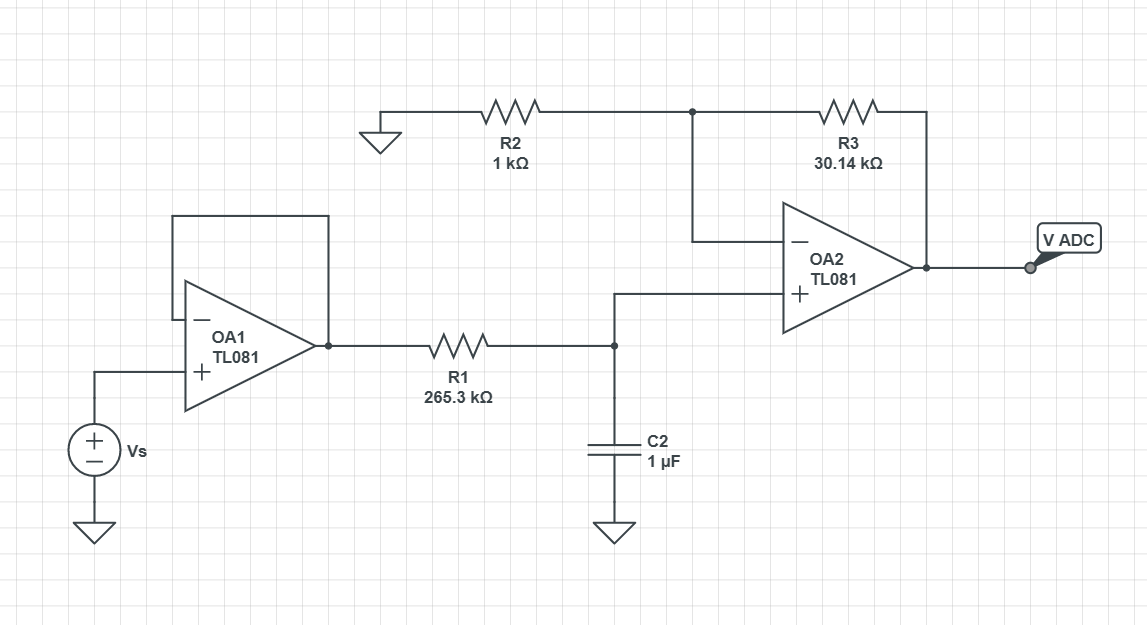 R2
1 kΩ
R3
30.14 kΩ
V ADC
OA2
TL081
−
+
OA1
TL081
−
+
R1
265.3 kΩ
+
−
Vs
C2
1 µF